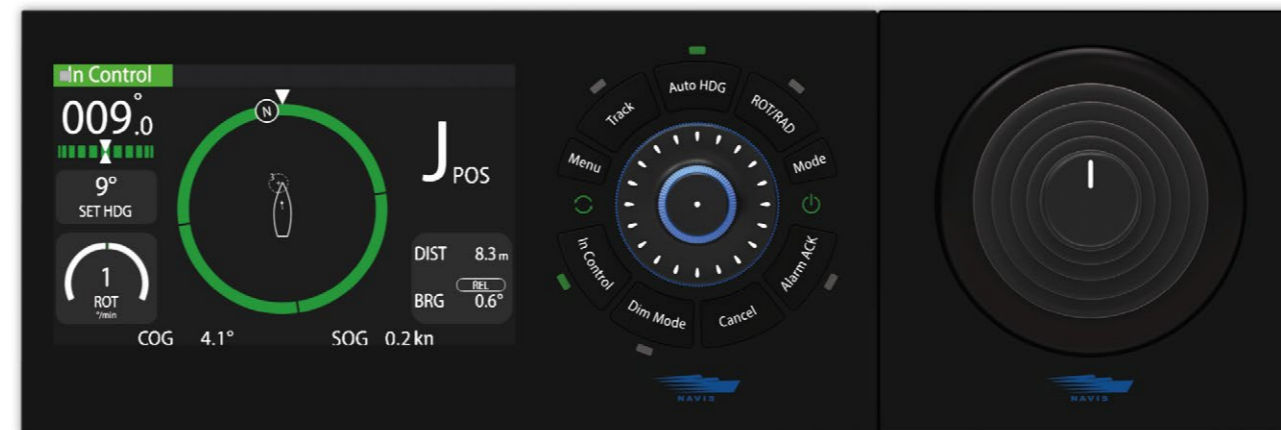 In Control
009.0°
9°
SET HDG
1
ROT
°/min
N
J POS
DIST 8.3 m
REL
BRG 0.6°
COG 4.1° SOG 0.2 kn
Auto HDG
Track
ROT/RAD
Menu
Mode
In Control
Alarm ACK
Dim Mode
Cancel
NAVIS
NAVIS